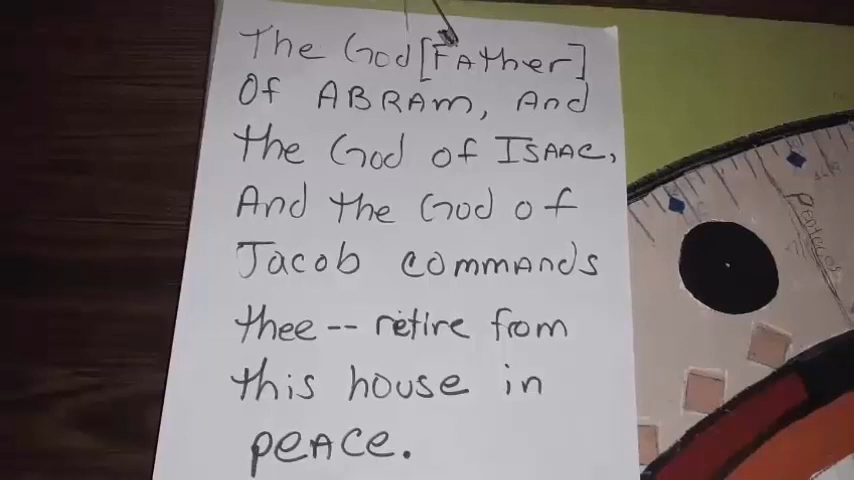 The God [FAther]
Of ABRAm, And
the God of ISAAC,
And the God of
Jacob commANds
thee -- retire from
this house in
peACe.